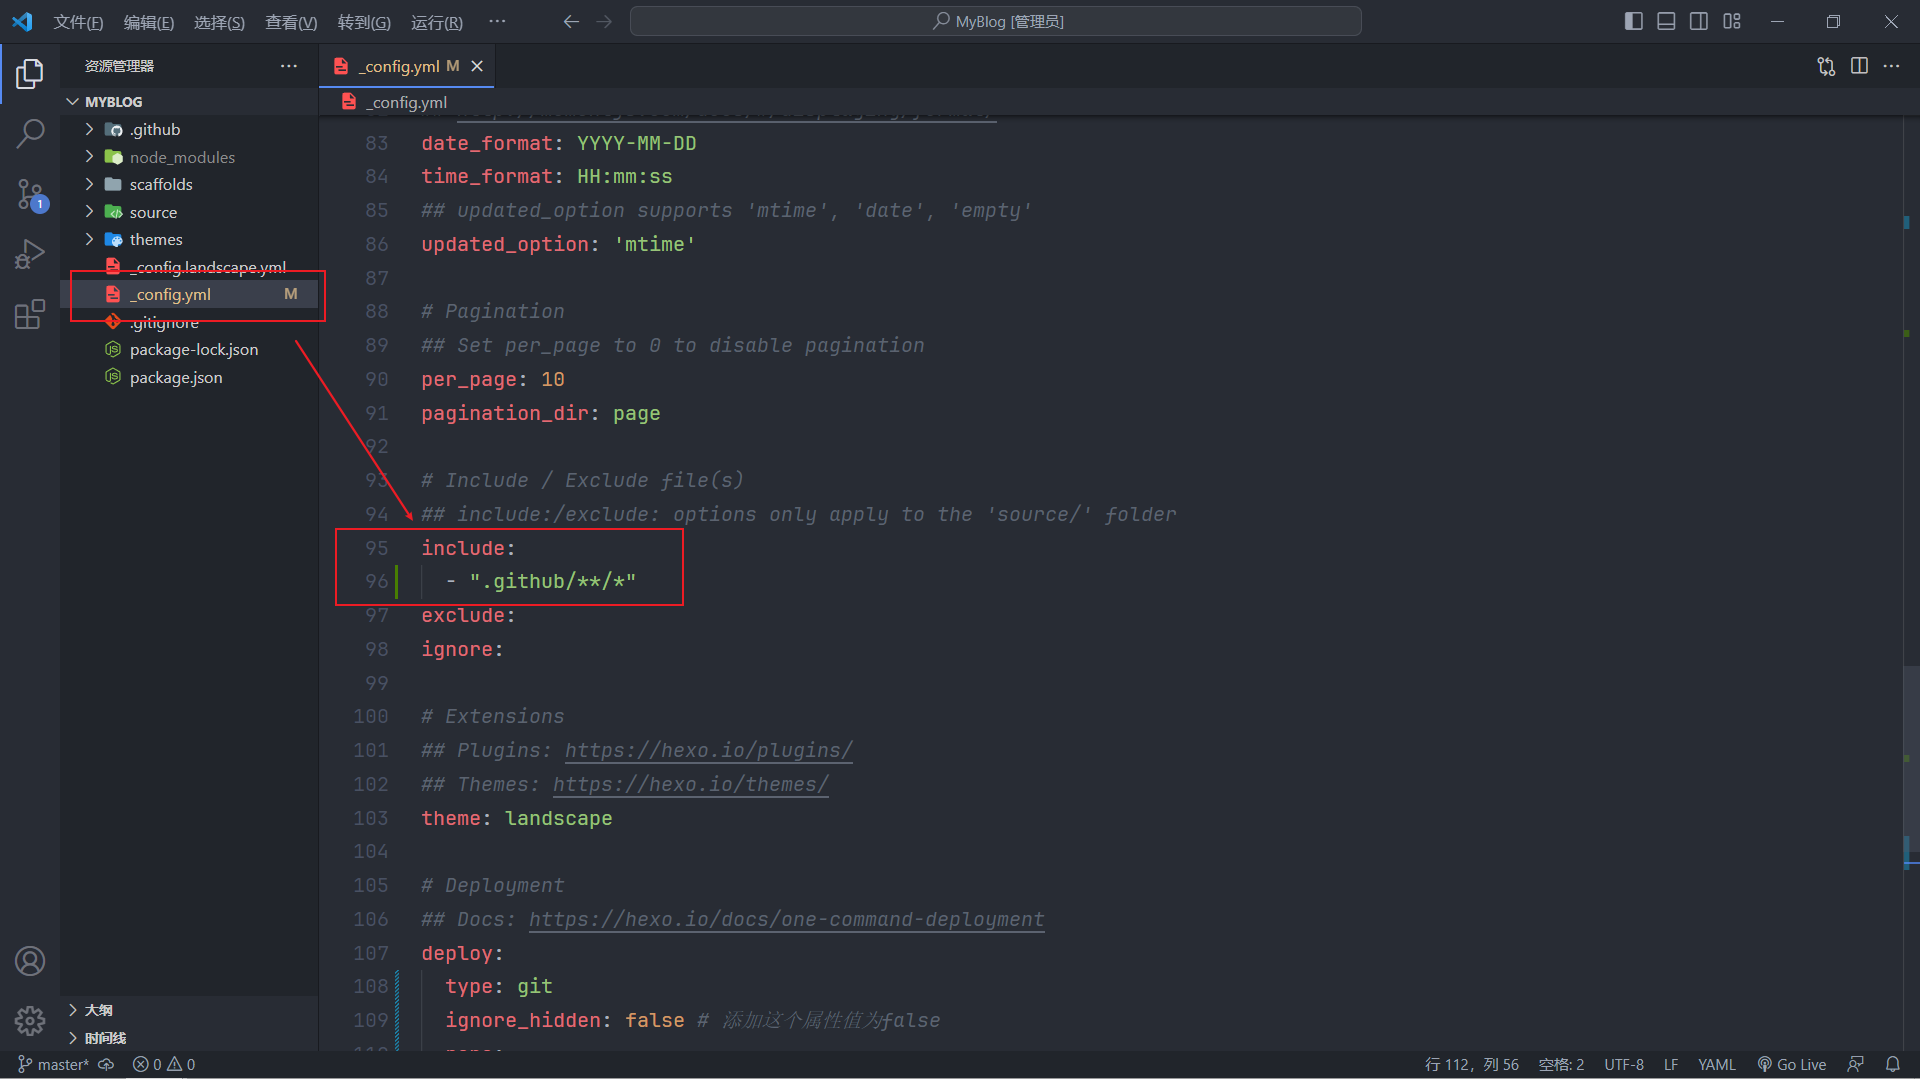 文件(F) 编辑(E) 选择(S) 查看(V) 转到(G) 运行(R) ···
MyBlog [管理员]
资源管理器
MYBLOG
.github
node_modules
scaffolds
source
themes
_config.landscape.yml
_config.yml M
.gitignore
package-lock.json
package.json
大纲
时间线
_config.yml M
_config.yml
83 date_format: YYYY-MM-DD
84 time_format: HH:mm:ss
85 ## updated_option supports 'mtime', 'date', 'empty'
86 updated_option: 'mtime'
87
88 # Pagination
89 ## Set per_page to 0 to disable pagination
90 per_page: 10
91 pagination_dir: page
92
93 # Include / Exclude file(s)
94 ## include:/exclude: options only apply to the 'source/' folder
95 include:
96 - ".github/**/*"
97 exclude:
98 ignore:
99
100 # Extensions
101 ## Plugins: https://hexo.io/plugins/
102 ## Themes: https://hexo.io/themes/
103 theme: landscape
104
105 # Deployment
106 ## Docs: https://hexo.io/docs/one-command-deployment
107 deploy:
108 type: git
109 ignore_hidden: false # 添加这个属性值为false
1
master* 0 0
行 112，列 56 空格: 2 UTF-8 LF YAML Go Live